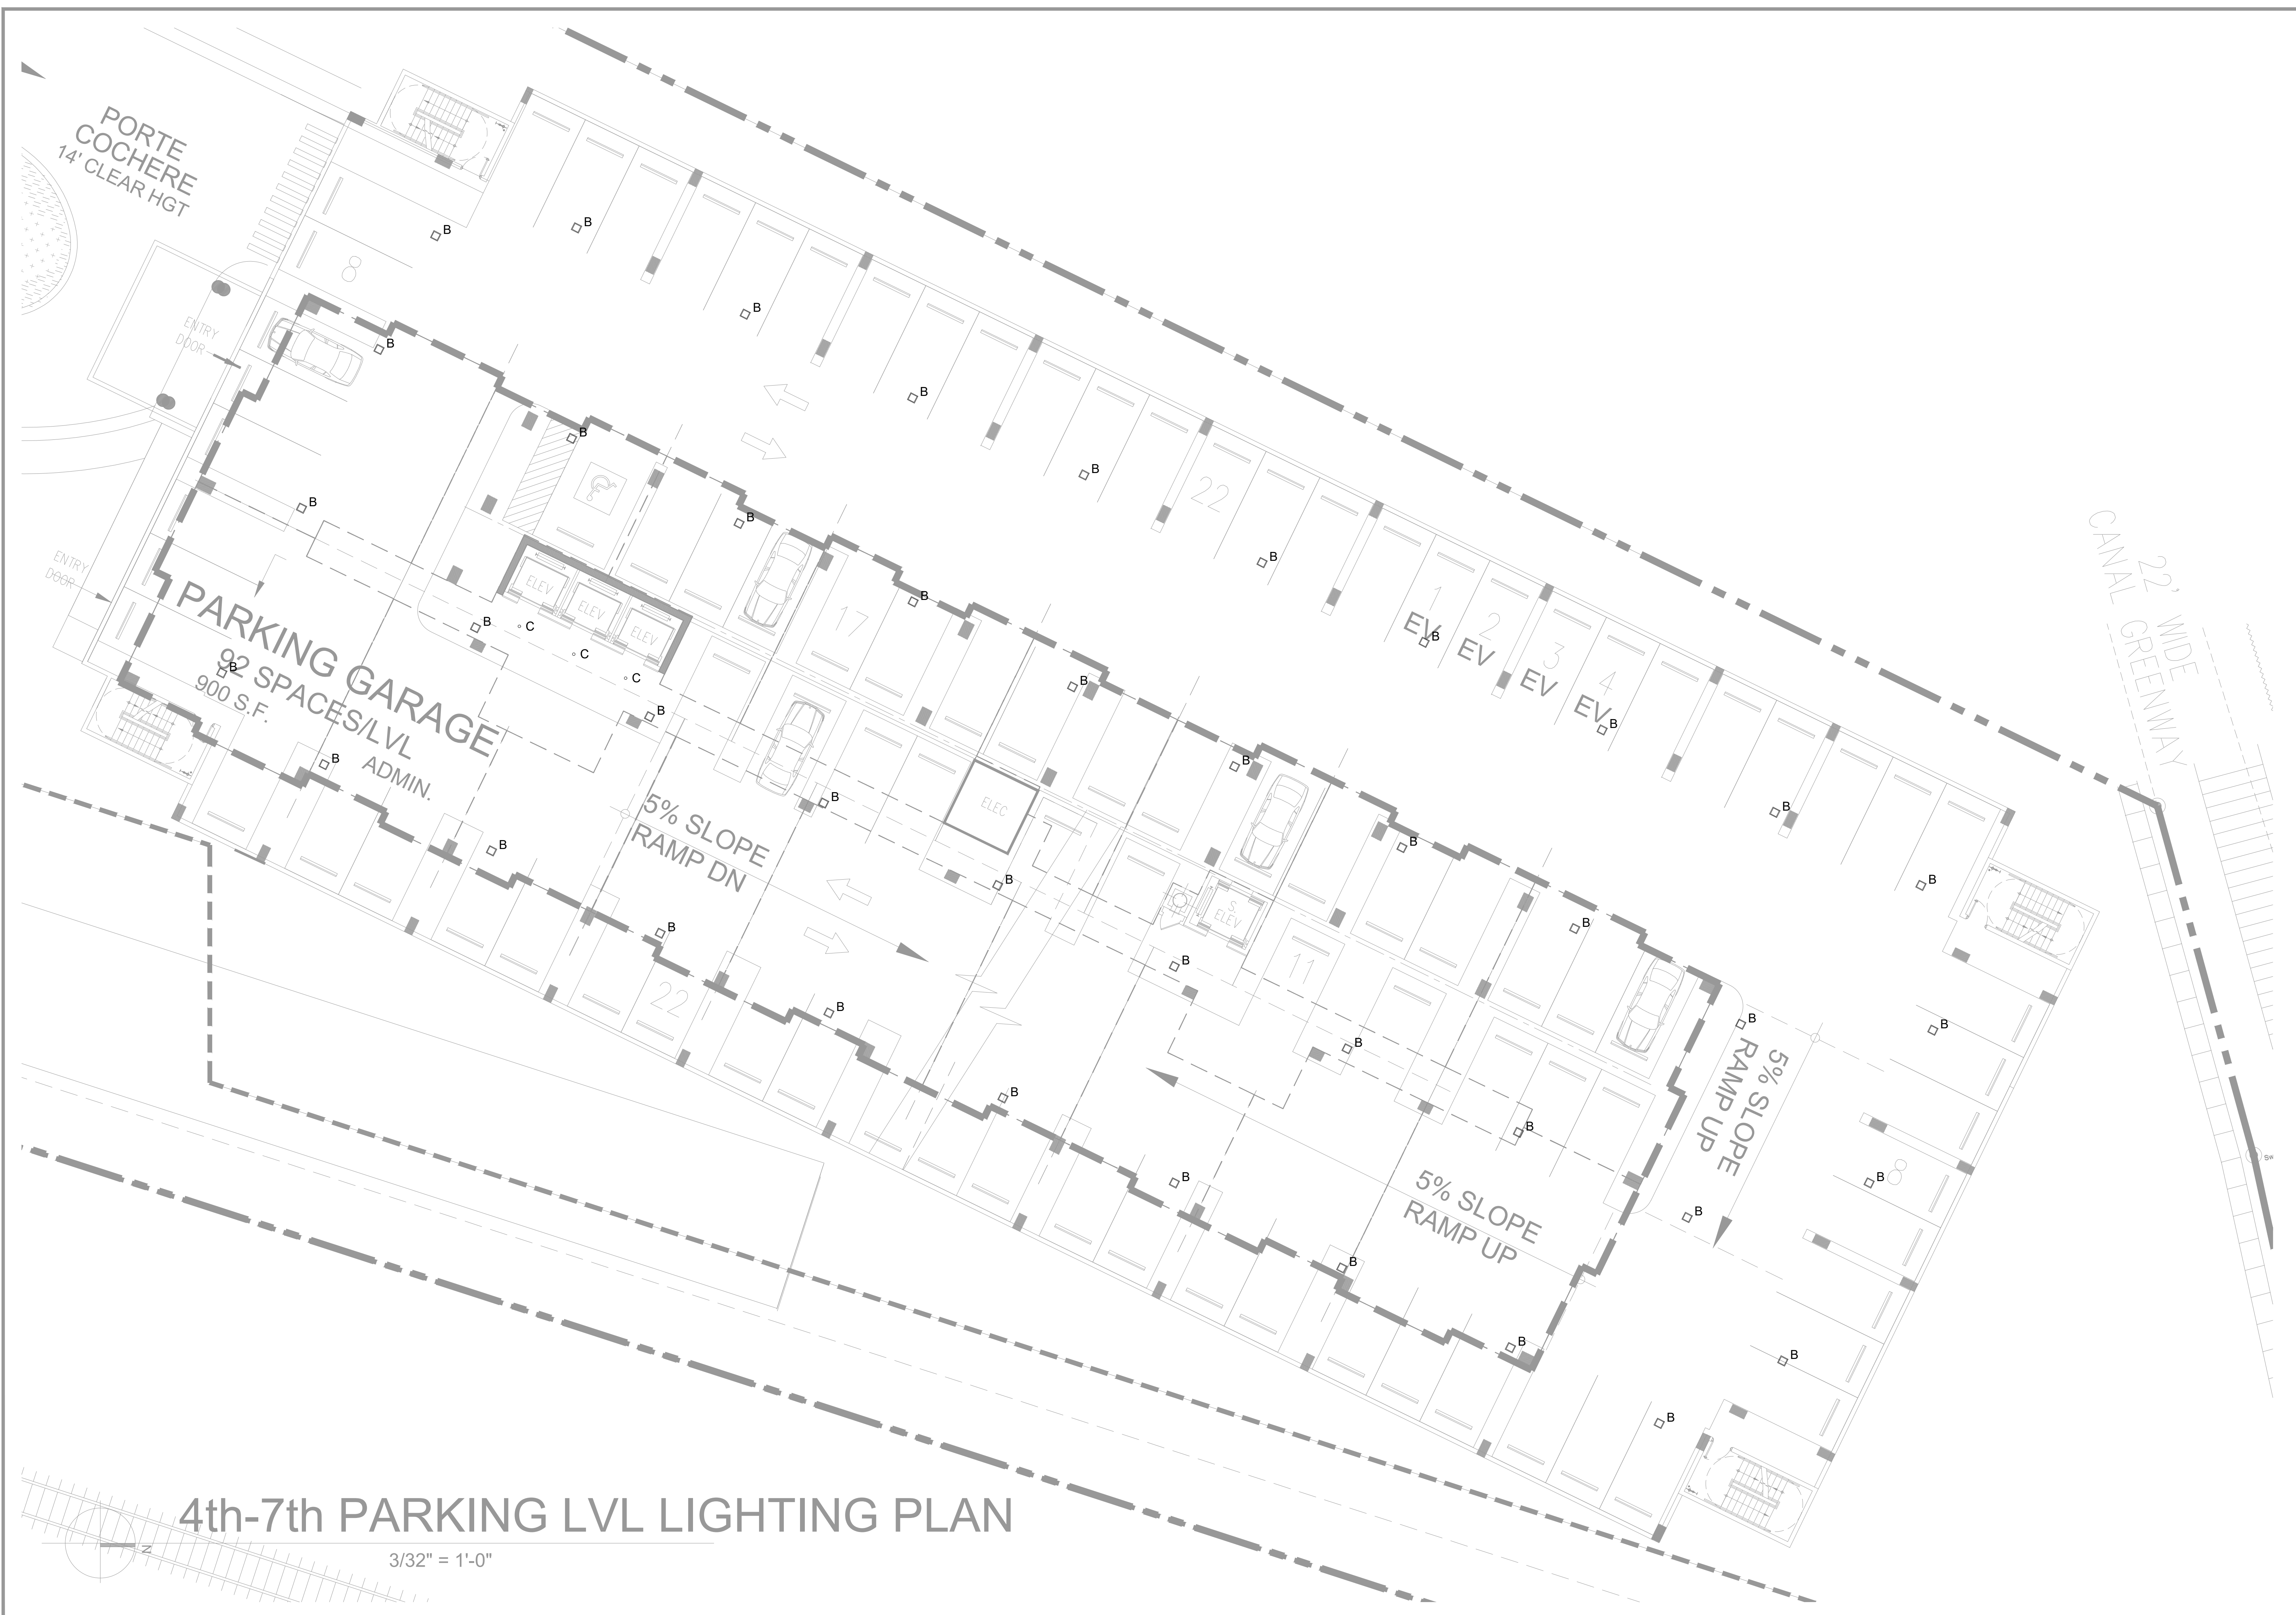 PORTE
COCHERE
14' CLEAR HGT
B
B
8
B
ENTRY
DOOR
B
B
B
B
B
B
22
B
B
ENTRY
DOOR
ELEV
ELEV
ELEV
17
B
B
C
C
C
1
2
3
4
EV
EV
EV
EV
B
B
CANAL GREENWAY
22' WIDE
PARKING GARAGE
92 SPACES/LVL
900 S.F.
ADMIN.
B
B
B
B
B
B
B
5% SLOPE
RAMP DN
ELEC
B
B
B
B
B
S.
ELEV
11
B
B
22
B
B
B
B
B
B
5% SLOPE
RAMP UP
B
B
B
8
B
B
5% SLOPE
RAMP UP
B
B
B
B
4th-7th PARKING LVL LIGHTING PLAN
3/32" = 1'-0"
N